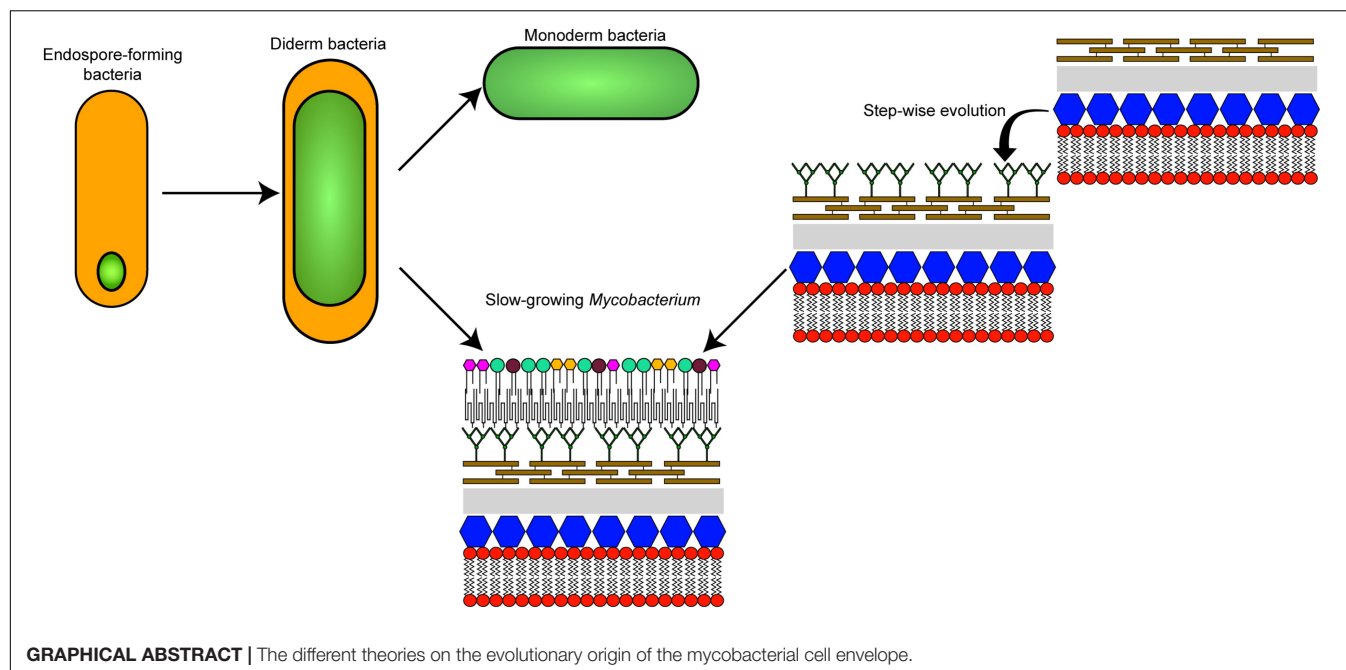 Endospore-forming
bacteria
Diderm bacteria
Monoderm bacteria
Step-wise evolution
Slow-growing Mycobacterium
GRAPHICAL ABSTRACT | The different theories on the evolutionary origin of the mycobacterial cell envelope.